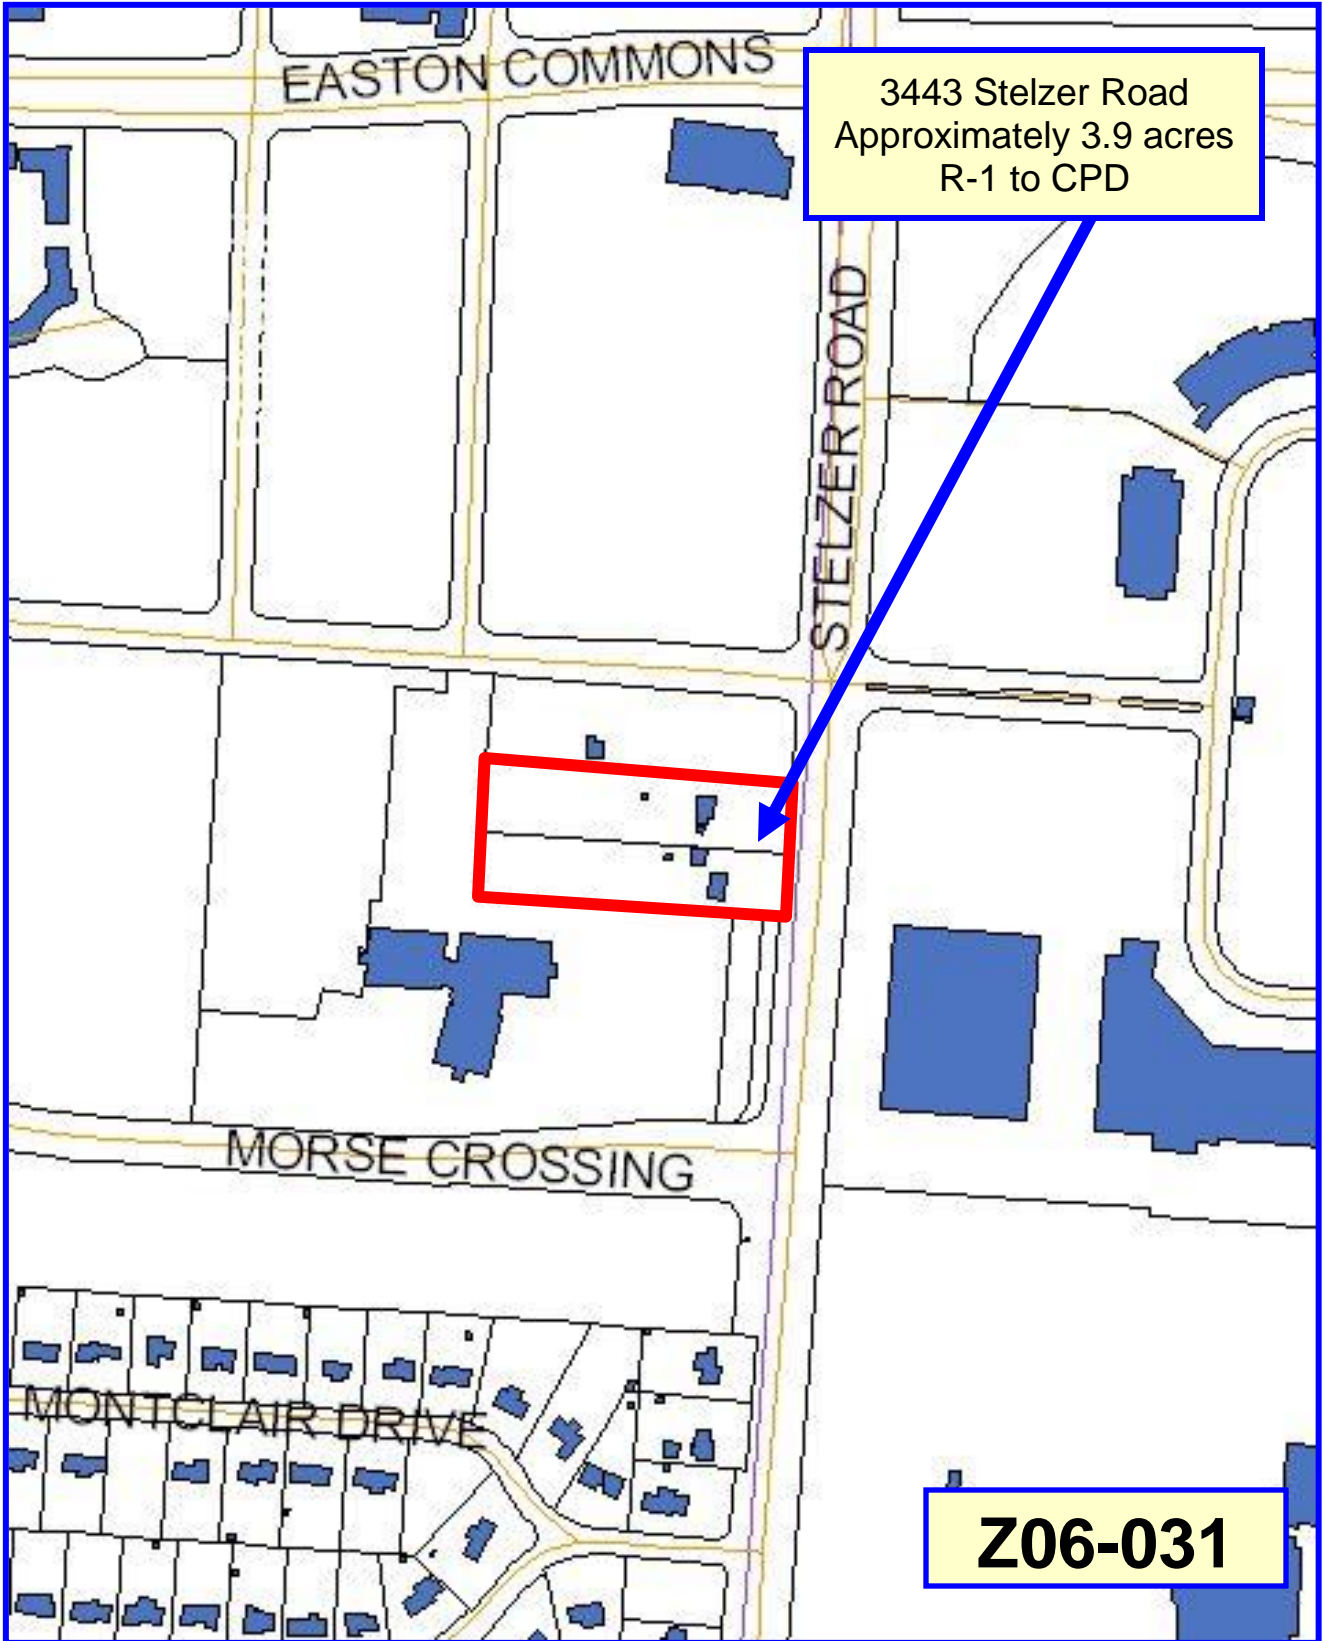 EASTON COMMONS
3443 Stelzer Road
Approximately 3.9 acres
R-1 to CPD
STELZER ROAD
MORSE CROSSING
MONTCLAIR DRIVE
Z06-031